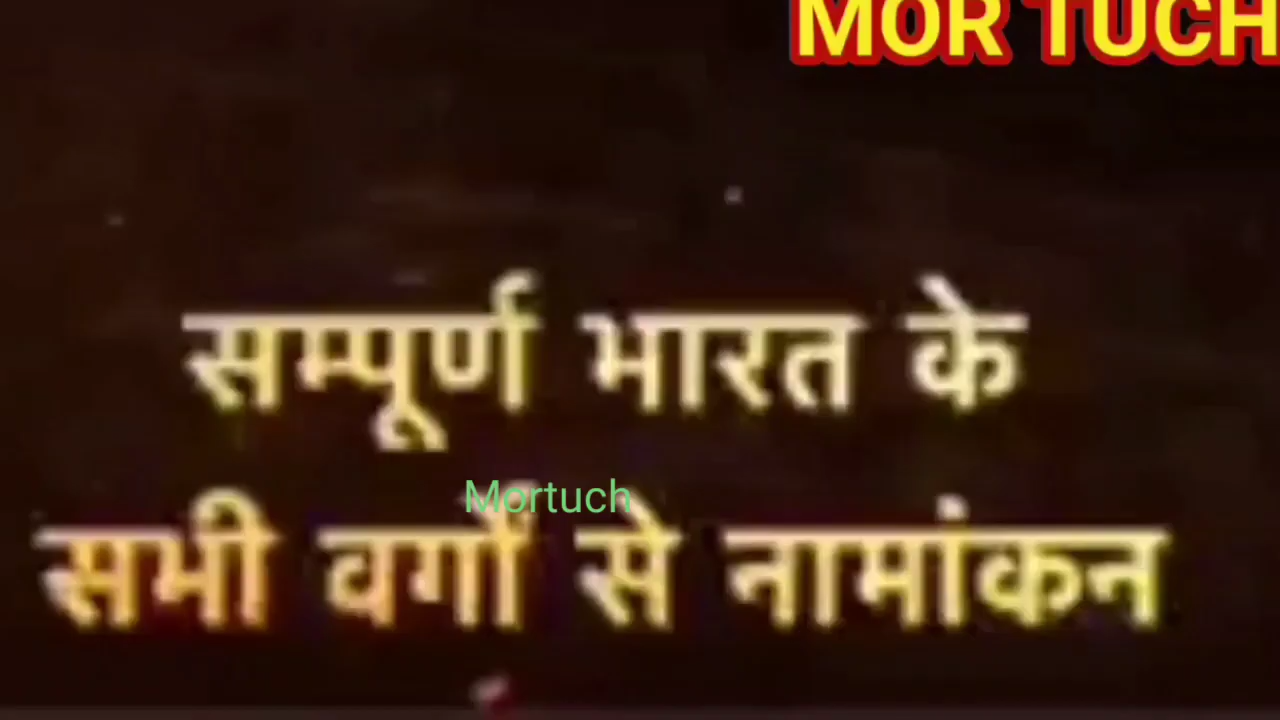 MOR TUCH
सम्पूर्ण भारत के
Mortuch
सभी वर्गों से नामांकन